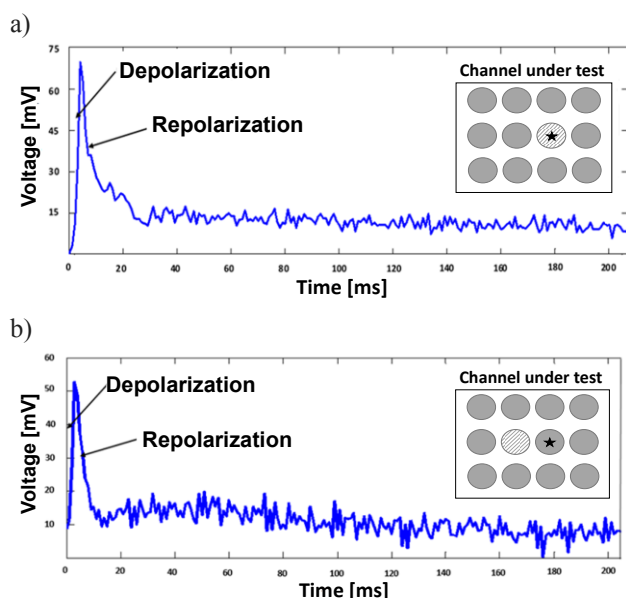 a)
75
60
45
30
15
Voltage [mV]
Depolarization
Repolarization
Channel under test
0 20 40 60 80 100 120 140 160 180 200
Time [ms]
b)
60
50
40
30
20
10
Voltage [mV]
Depolarization
Repolarization
Channel under test
0 20 40 60 80 100 120 140 160 180 200
Time [ms]